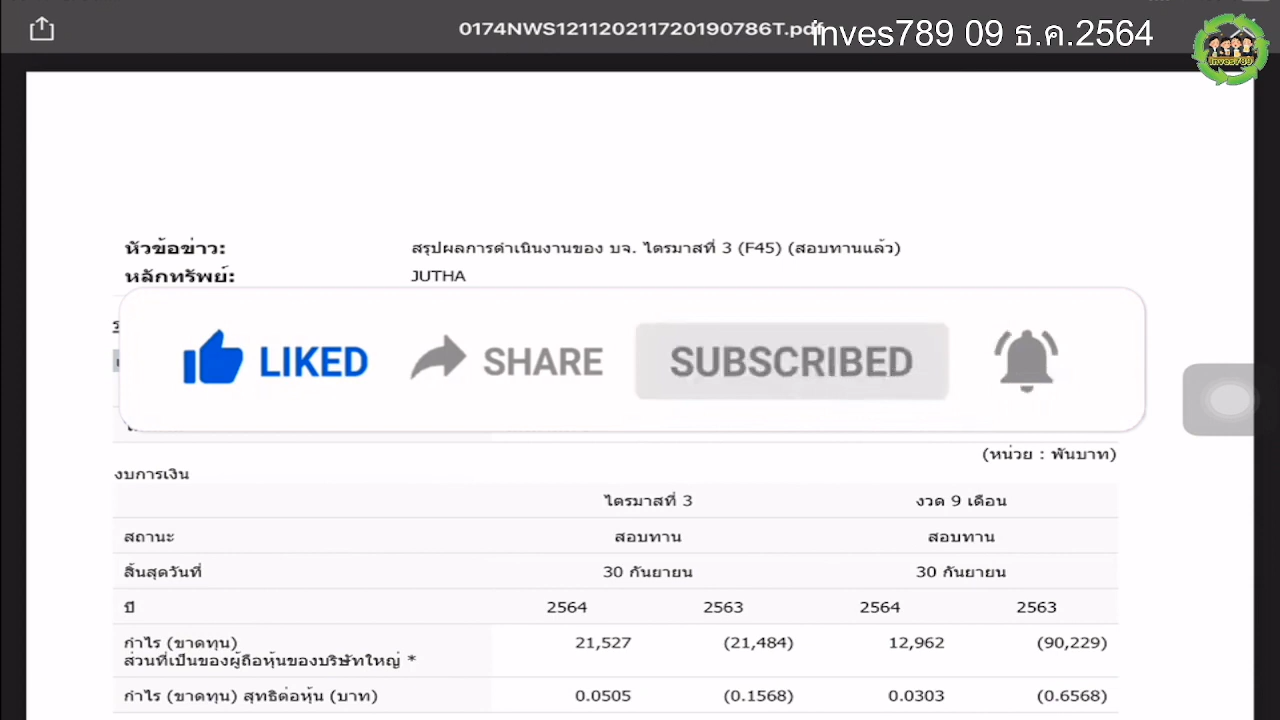 0174NWS121120211720190786T.pdf
inves789 09 ธ.ค.2564
Inves789
หัวข้อข่าว: สรุปผลการดำเนินงานของ บจ. ไตรมาสที่ 3 (F45) (สอบทานแล้ว)
หลักทรัพย์: JUTHA
LIKED SHARE SUBSCRIBED
(หน่วย : พันบาท)
งบการเงิน
ไตรมาสที่ 3 งวด 9 เดือน
สถานะ สอบทาน สอบทาน
สิ้นสุดวันที่ 30 กันยายน 30 กันยายน
ปี 2564 2563 2564 2563
กำไร (ขาดทุน) 21,527 (21,484) 12,962 (90,229)
ส่วนที่เป็นของผู้ถือหุ้นของบริษัทใหญ่ *
กำไร (ขาดทุน) สุทธิต่อหุ้น (บาท) 0.0505 (0.1568) 0.0303 (0.6568)